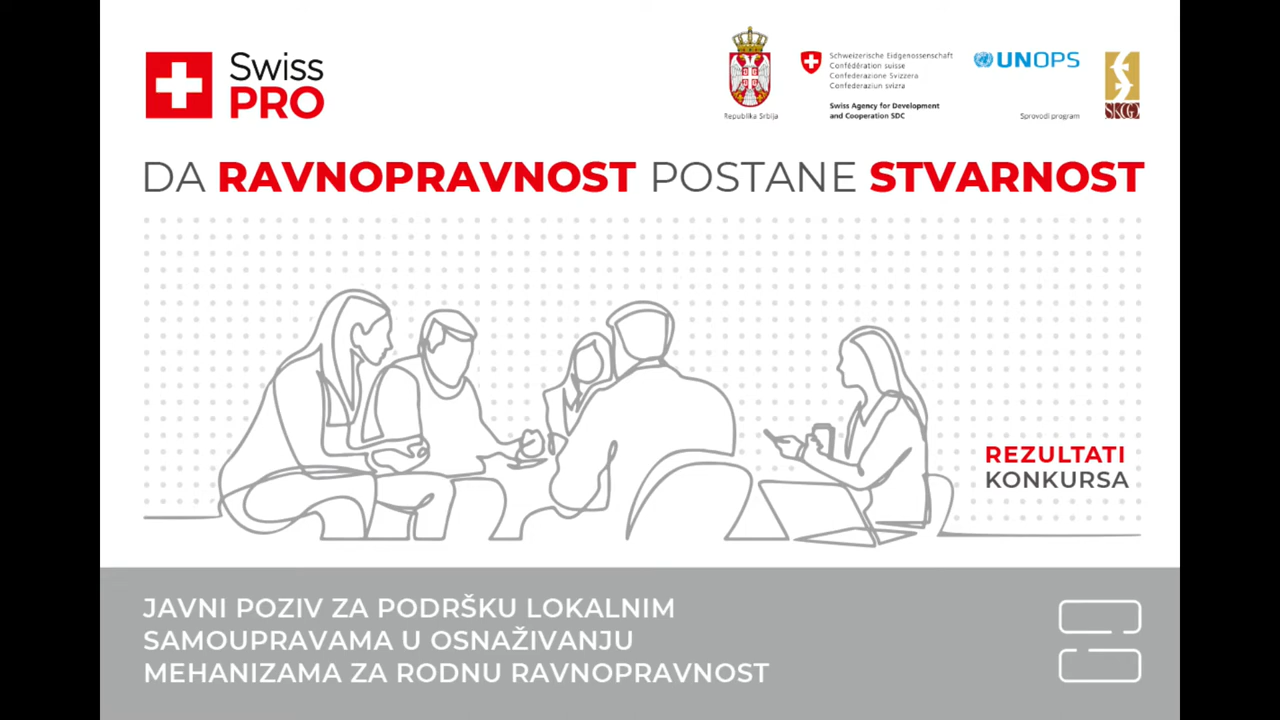 Swiss
PRO
Republika Srbija
Schweizerische Eidgenossenschaft
Confédération suisse
Confederazione Svizzera
Confederaziun svizra
Swiss Agency for Development
and Cooperation SDC
UNOPS
Sprovodi program
SKGO
DA RAVNOPRAVNOST POSTANE STVARNOST
REZULTATI
KONKURSA
JAVNI POZIV ZA PODRŠKU LOKALNIM
SAMOUPRAVAMA U OSNAŽIVANJU
MEHANIZAMA ZA RODNU RAVNOPRAVNOST